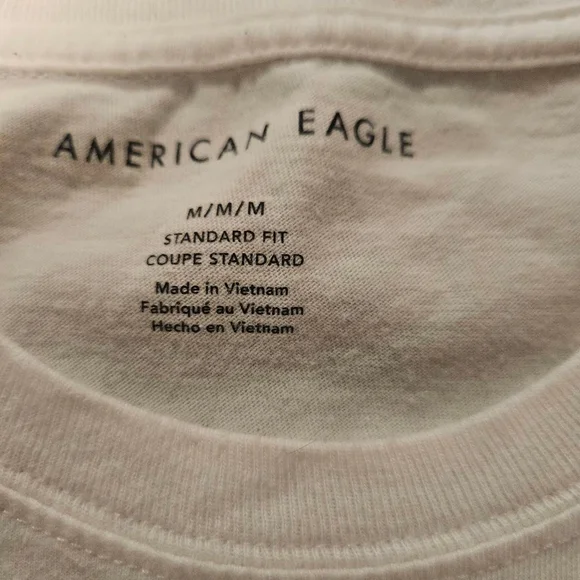 AMERICAN EAGLE
M/M/M
STANDARD FIT
COUPE STANDARD
Made in Vietnam
Fabriqué au Vietnam
Hecho en Vietnam